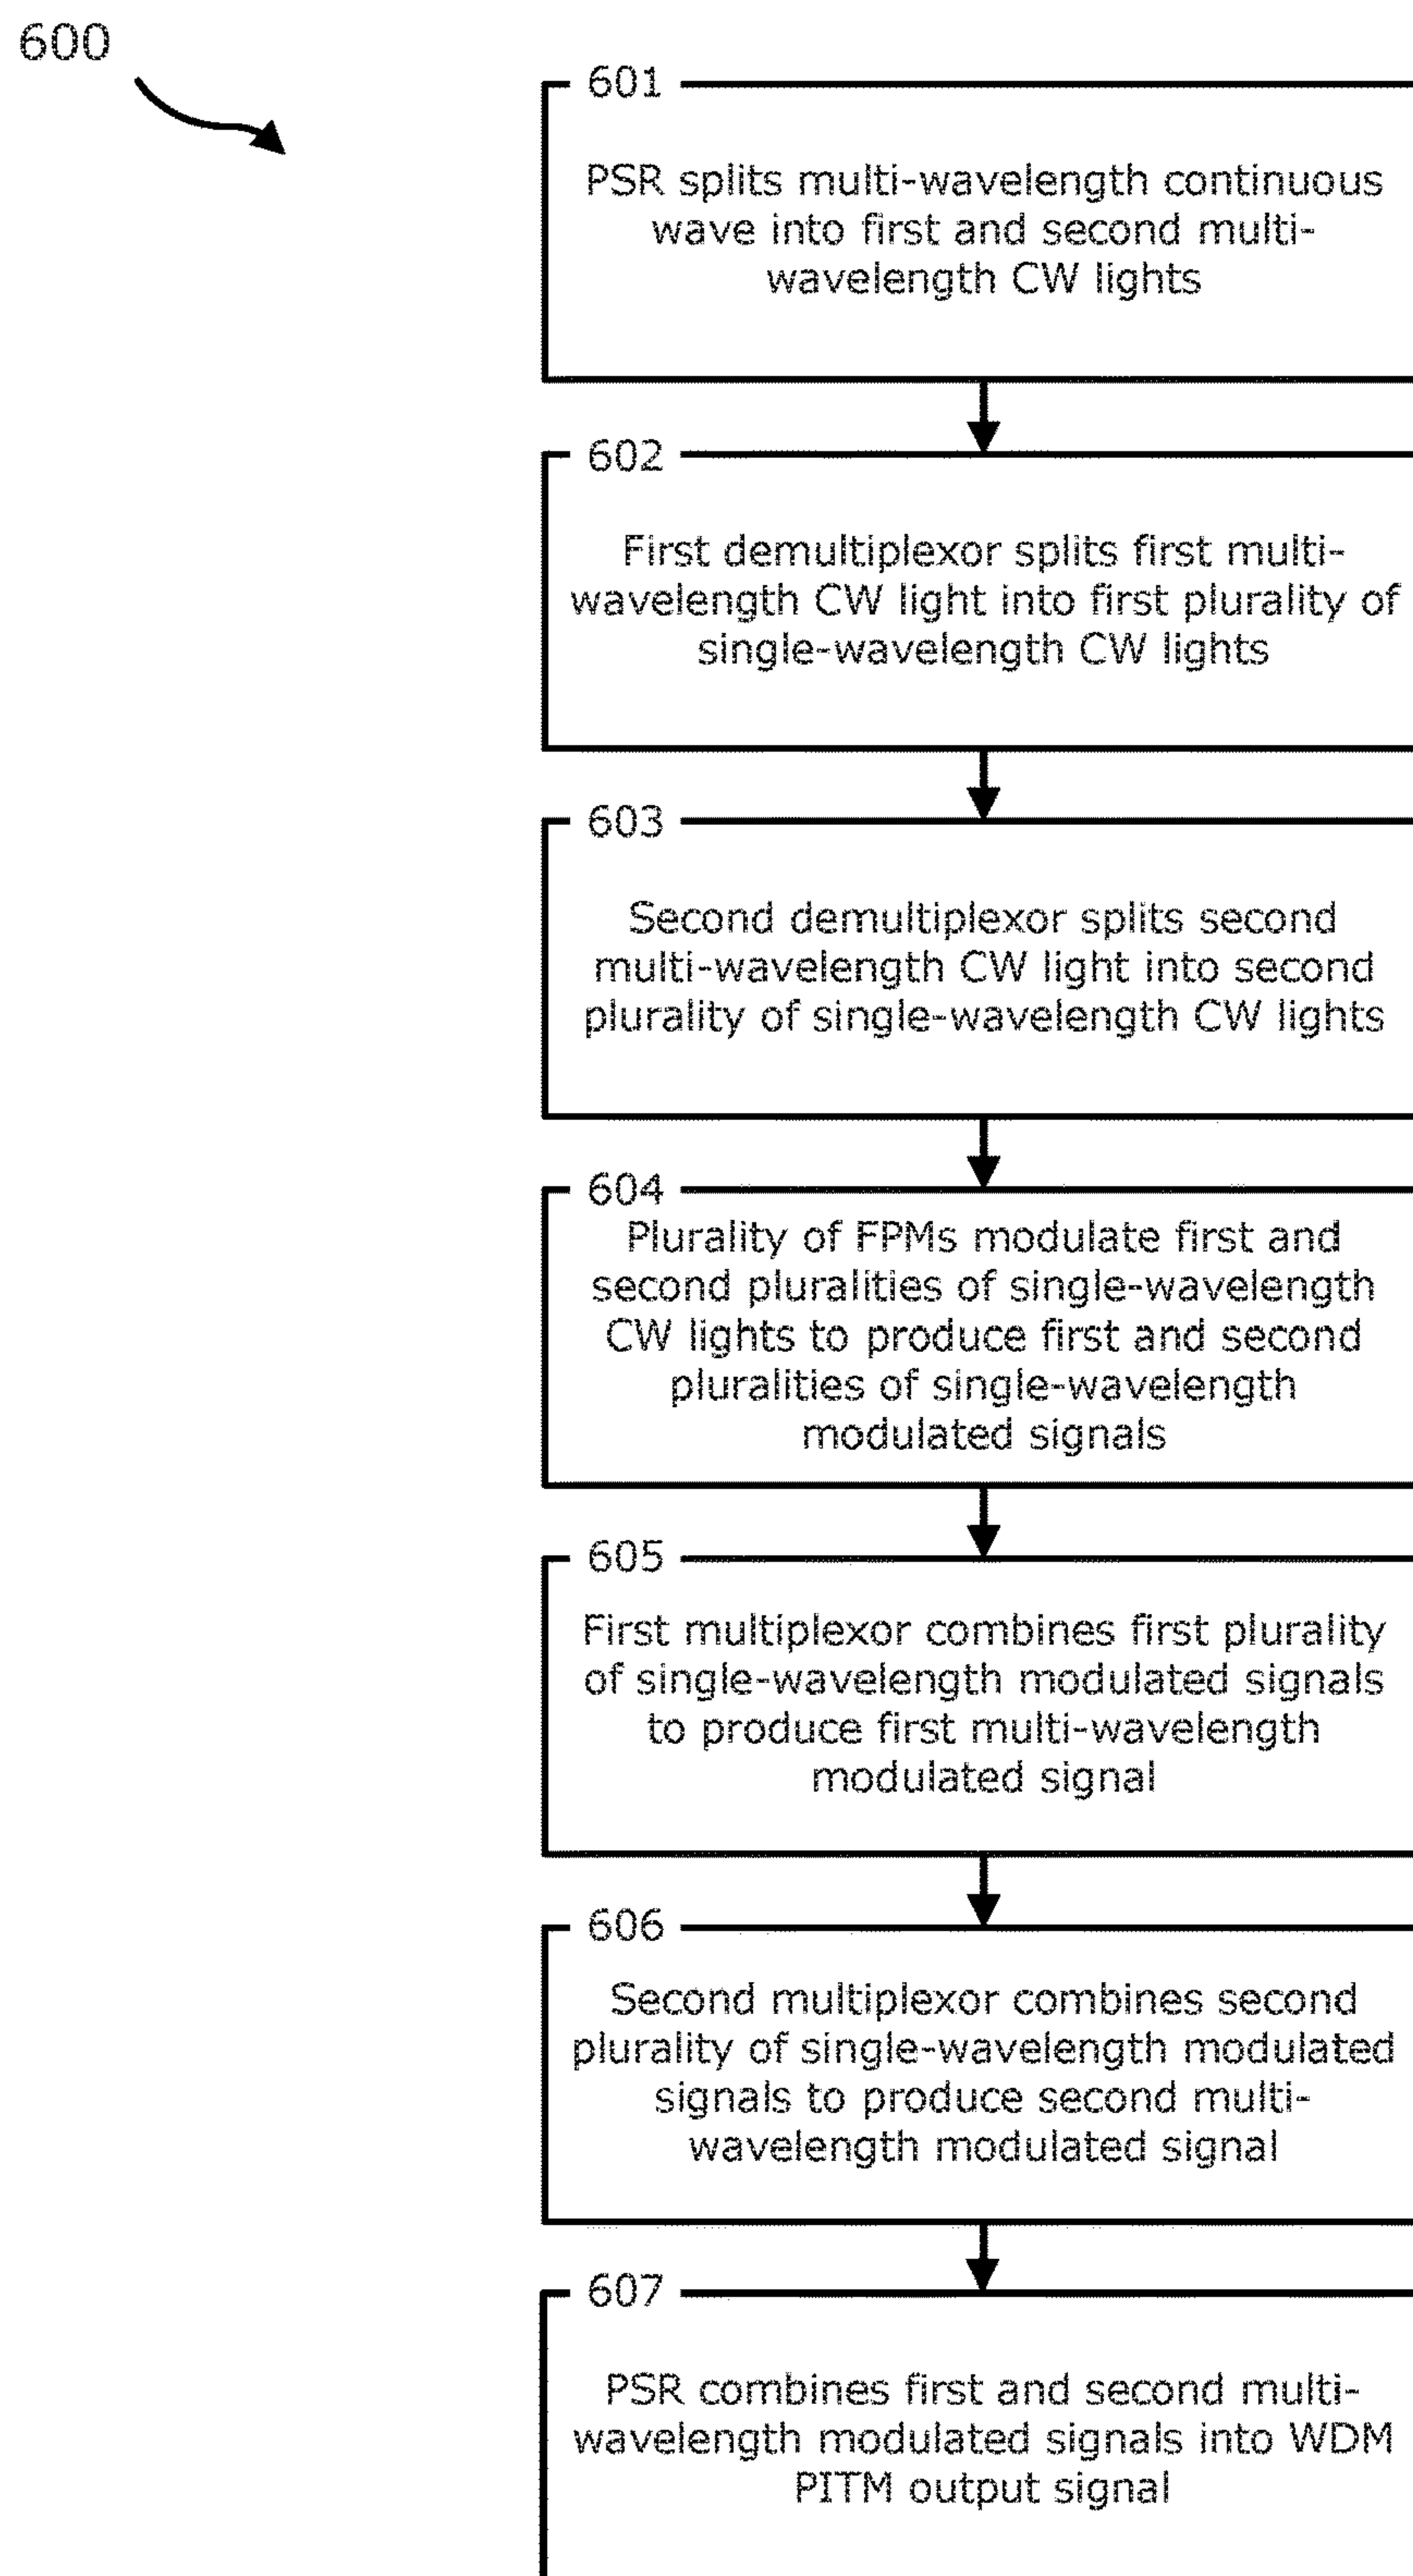 600
601
PSR splits multi-wavelength continuous
wave into first and second multi-
wavelength CW lights
602
First demultiplexor splits first multi-
wavelength CW light into first plurality of
single-wavelength CW lights
603
Second demultiplexor splits second
multi-wavelength CW light into second
plurality of single-wavelength CW lights
604
Plurality of FPMs modulate first and
second pluralities of single-wavelength
CW lights to produce first and second
pluralities of single-wavelength
modulated signals
605
First multiplexor combines first plurality
of single-wavelength modulated signals
to produce first multi-wavelength
modulated signal
606
Second multiplexor combines second
plurality of single-wavelength modulated
signals to produce second multi-
wavelength modulated signal
607
PSR combines first and second multi-
wavelength modulated signals into WDM
PITM output signal